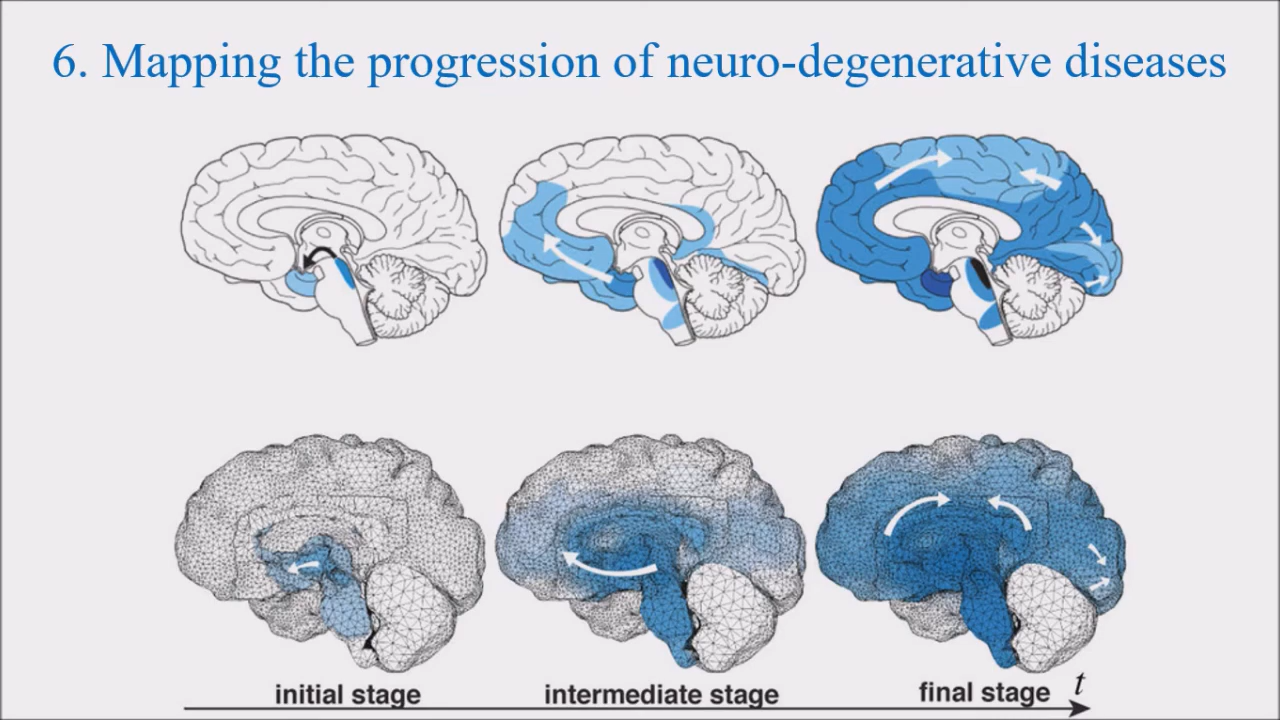 6. Mapping the progression of neuro-degenerative diseases
initial stage
intermediate stage
final stage
t